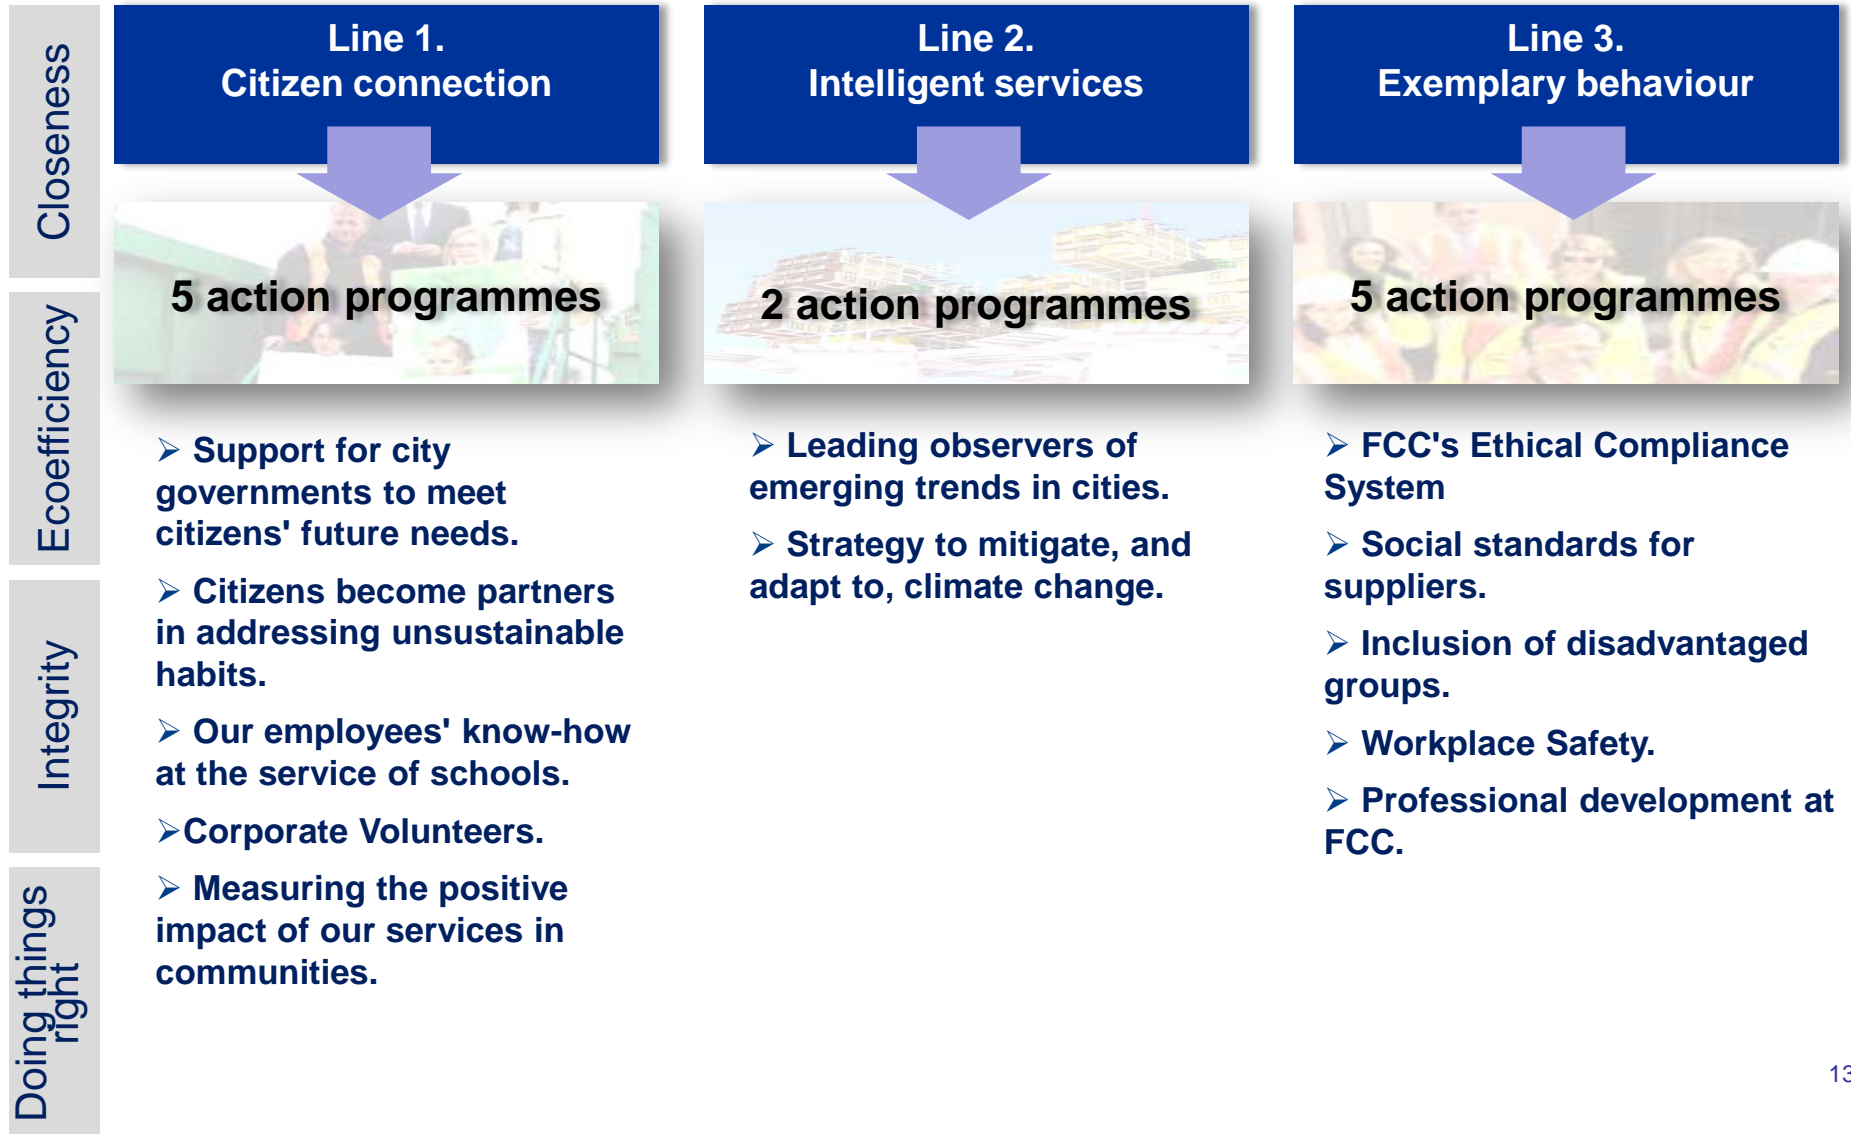 Closeness
Ecoefficiency
Integrity
Doing things
right
Line 1.
Citizen connection
5 action programmes
➢ Support for city
governments to meet
citizens' future needs.
➢ Citizens become partners
in addressing unsustainable
habits.
➢ Our employees' know-how
at the service of schools.
➢Corporate Volunteers.
➢ Measuring the positive
impact of our services in
communities.
Line 2.
Intelligent services
2 action programmes
➢ Leading observers of
emerging trends in cities.
➢ Strategy to mitigate, and
adapt to, climate change.
Line 3.
Exemplary behaviour
5 action programmes
➢ FCC's Ethical Compliance
System
➢ Social standards for
suppliers.
➢ Inclusion of disadvantaged
groups.
➢ Workplace Safety.
➢ Professional development at
FCC.
13